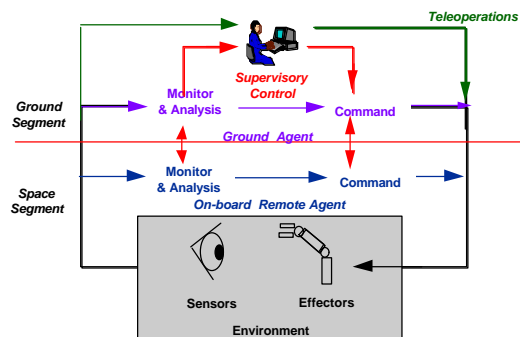 Teleoperations
Supervisory
Control
Monitor
& Analysis
Command
Ground
Segment
Ground Agent
Monitor
& Analysis
Command
Space
Segment
On-board Remote Agent
Sensors
Effectors
Environment